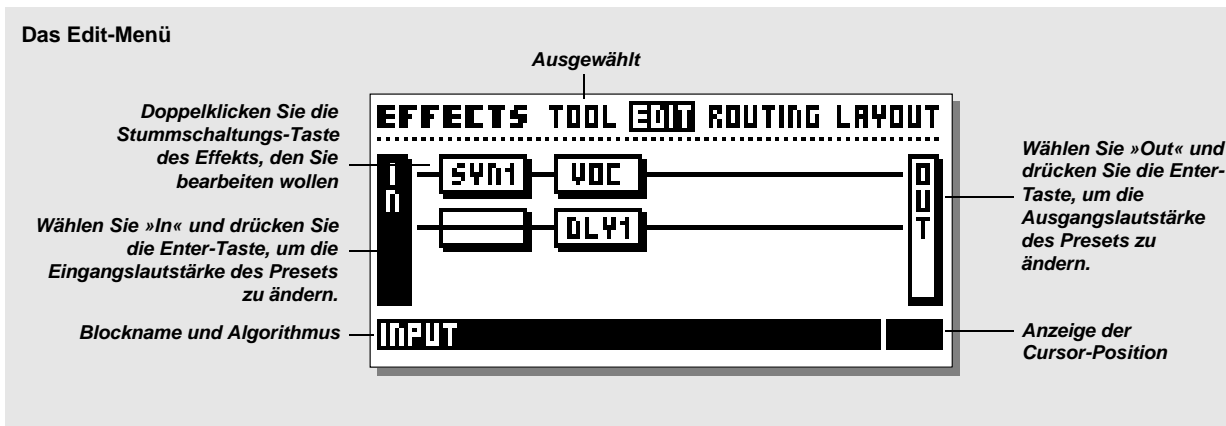 Das Edit-Menü
Ausgewählt
Doppelklicken Sie die
Stummschaltungs-Taste
des Effekts, den Sie
bearbeiten wollen
Wählen Sie »In« und drücken Sie
die Enter-Taste, um die
Eingangslautstärke des Presets
zu ändern.
Blockname und Algorithmus
EFFECTS TOOL EDIT ROUTING LAYOUT
In
SYN1 VOC
DLY1
OUT
INPUT
Wählen Sie »Out« und
drücken Sie die Enter-
Taste, um die
Ausgangslautstärke
des Presets zu
ändern.
Anzeige der
Cursor-Position